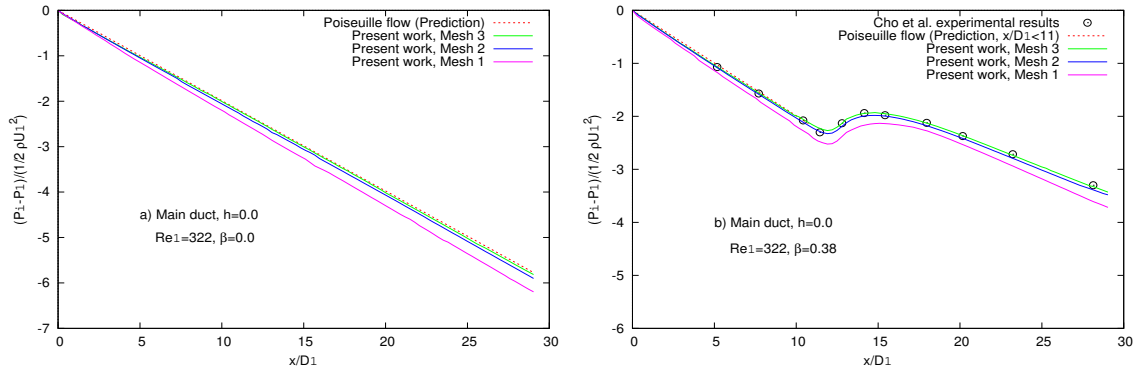 0
-1
-2
-3
-4
-5
-6
-7
0 5 10 15 20 25 30
(Pi-P1)/(1/2 ρU1²)
x/D1
Poiseuille flow (Prediction)
Present work, Mesh 3
Present work, Mesh 2
Present work, Mesh 1
a) Main duct, h=0.0
Re1=322, β=0.0
0
-1
-2
-3
-4
-5
-6
0 5 10 15 20 25 30
(Pi-P1)/(1/2 ρU1²)
x/D1
Cho et al. experimental results
Poiseuille flow (Prediction, x/D1<11)
Present work, Mesh 3
Present work, Mesh 2
Present work, Mesh 1
b) Main duct, h=0.0
Re1=322, β=0.38